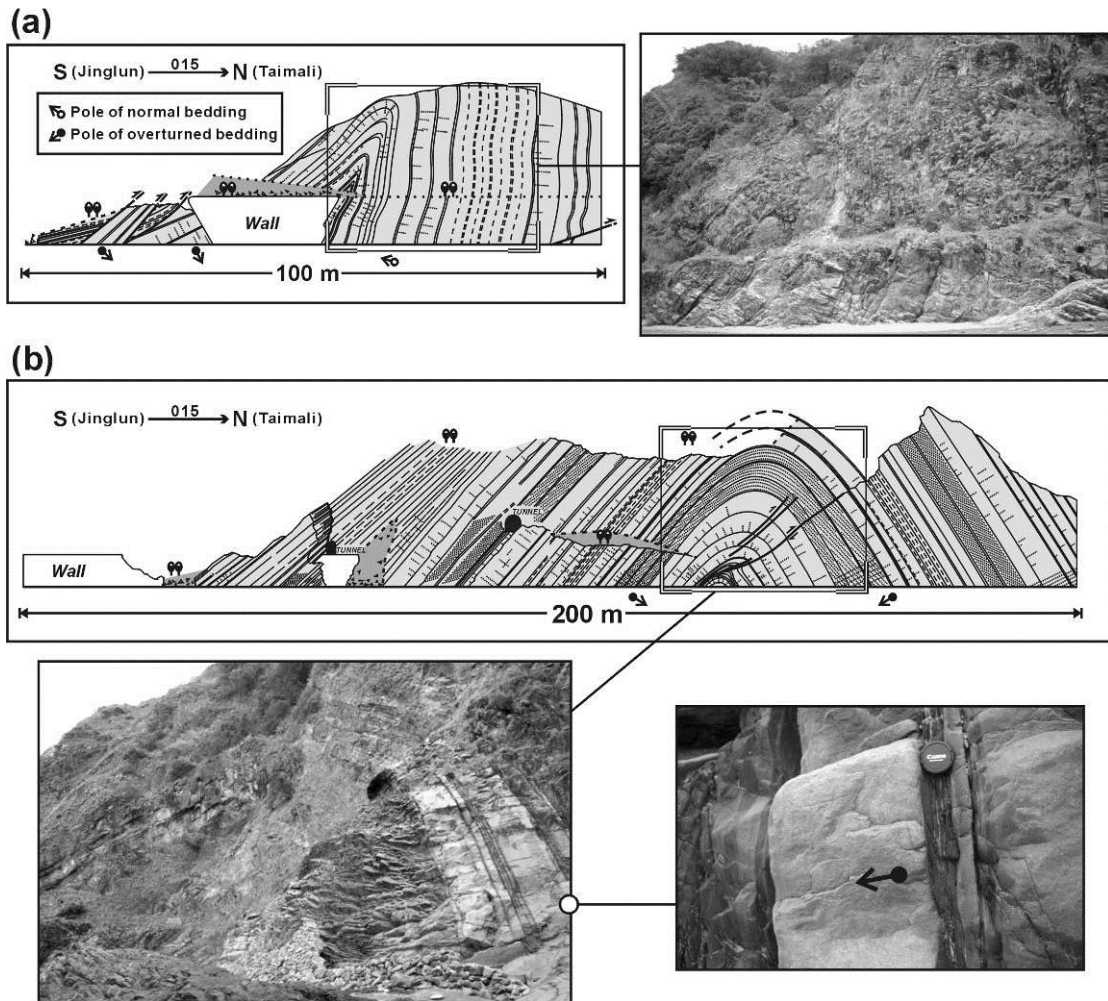 (a)
S (Jinglun) 015 N (Taimali)
Pole of normal bedding
Pole of overturned bedding
Wall
100 m
(b)
S (Jinglun) 015 N (Taimali)
TUNNEL
TUNNEL
Wall
200 m
Canon